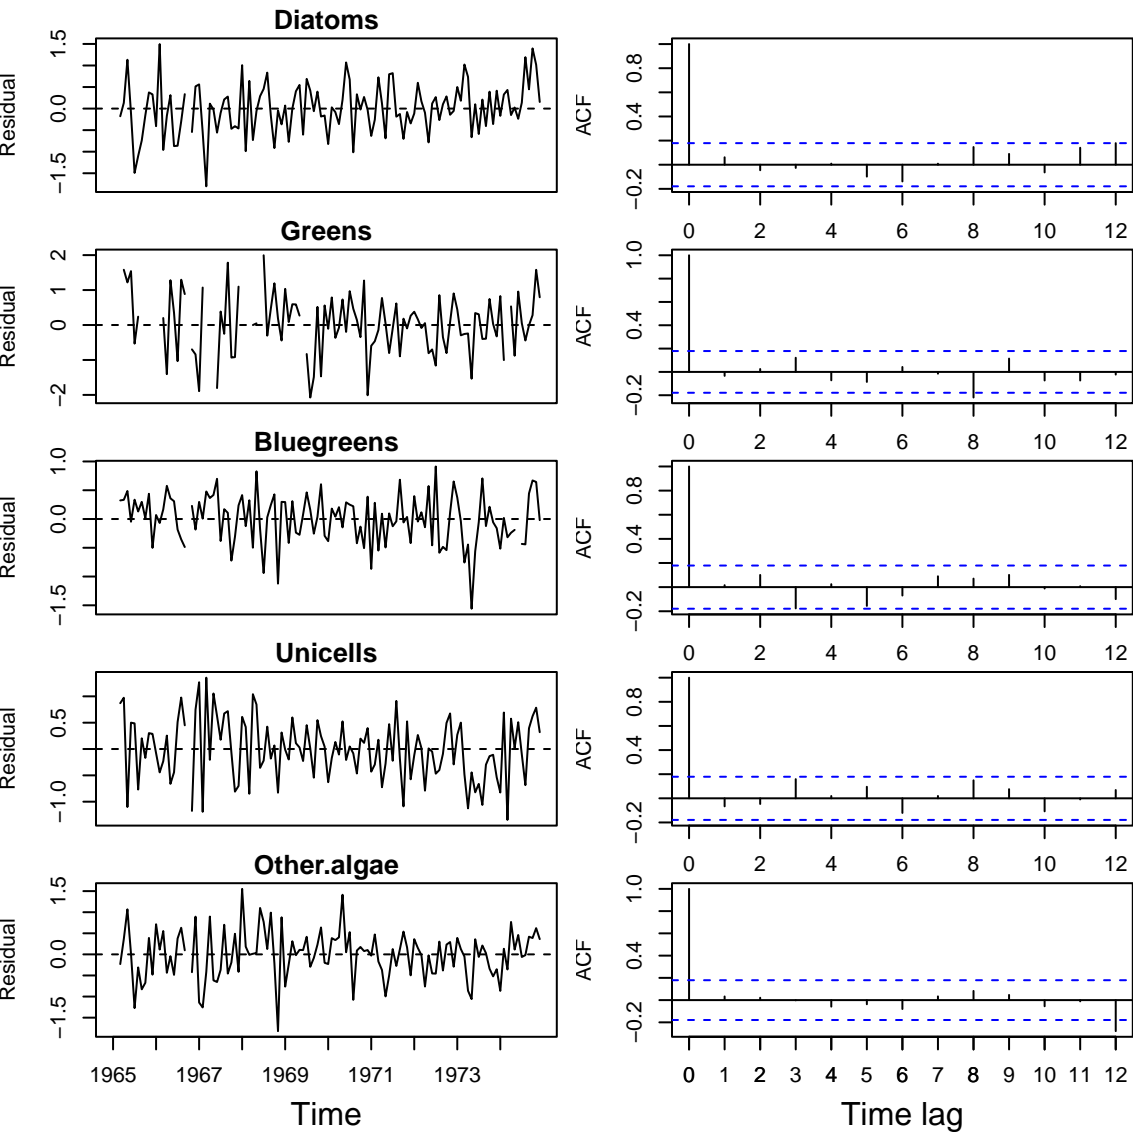 Diatoms
Residual
1.5
0.0
−1.5
ACF
0.8
0.4
−0.2
0 2 4 6 8 10 12
Greens
Residual
2
1
0
−2
ACF
1.0
0.4
−0.2
0 2 4 6 8 10 12
Bluegreens
Residual
1.0
0.0
−1.5
ACF
0.8
0.4
−0.2
0 2 4 6 8 10 12
Unicells
Residual
0.5
−1.0
ACF
0.8
0.4
−0.2
0 2 4 6 8 10 12
Other.algae
Residual
1.5
0.0
−1.5
ACF
1.0
0.4
−0.2
1965 1967 1969 1971 1973
0 1 2 3 4 5 6 7 8 9 10 11 12
Time
Time lag